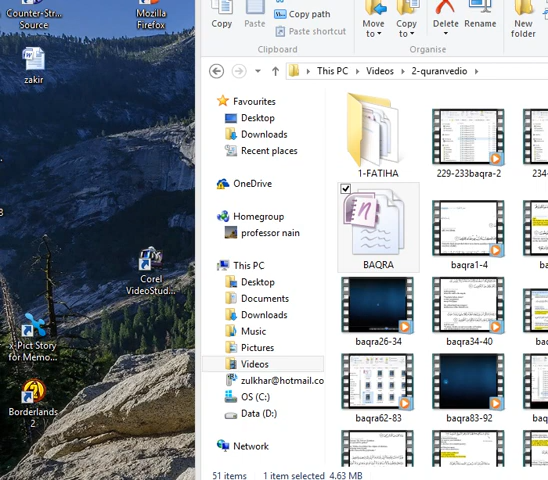 Counter-Str...
Source
Mozilla
Firefox
zakir
Corel
VideoStud...
x-Pict Story
for Memo...
Borderlands
2
Copy
Paste
Copy path
Paste shortcut
Clipboard
Move
to
Copy
to
Delete
Rename
Organise
New
folder
This PC
Videos
2-quranvedio
Favourites
Desktop
Downloads
Recent places
OneDrive
Homegroup
professor nain
This PC
Desktop
Documents
Downloads
Music
Pictures
Videos
zulkhar@hotmail.co
OS (C:)
Data (D:)
Network
1-FATIHA
229-233baqra-2
234-
BAQRA
baqra1-4
baqra26-34
baqra34-40
baqra62-83
baqra83-92
51 items
1 item selected 4.63 MB